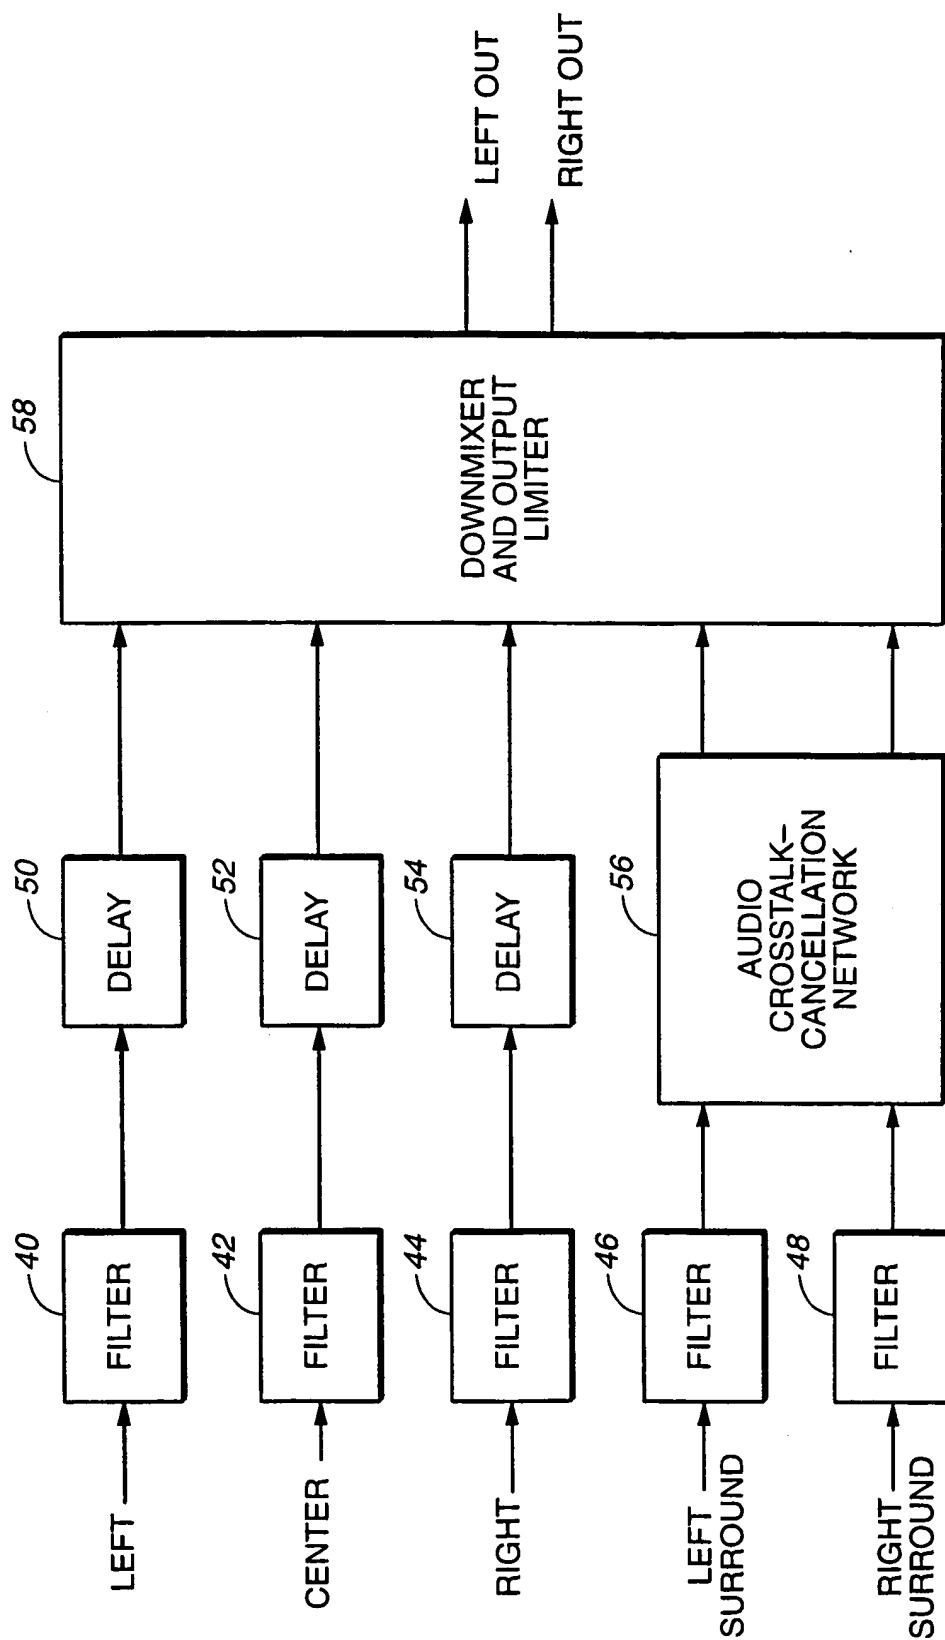 LEFT
40
FILTER
50
DELAY
CENTER
42
FILTER
52
DELAY
RIGHT
44
FILTER
54
DELAY
LEFT
SURROUND
46
FILTER
RIGHT
SURROUND
48
FILTER
56
AUDIO
CROSSTALK–
CANCELLATION
NETWORK
58
DOWNMIXER
AND OUTPUT
LIMITER
LEFT OUT
RIGHT OUT